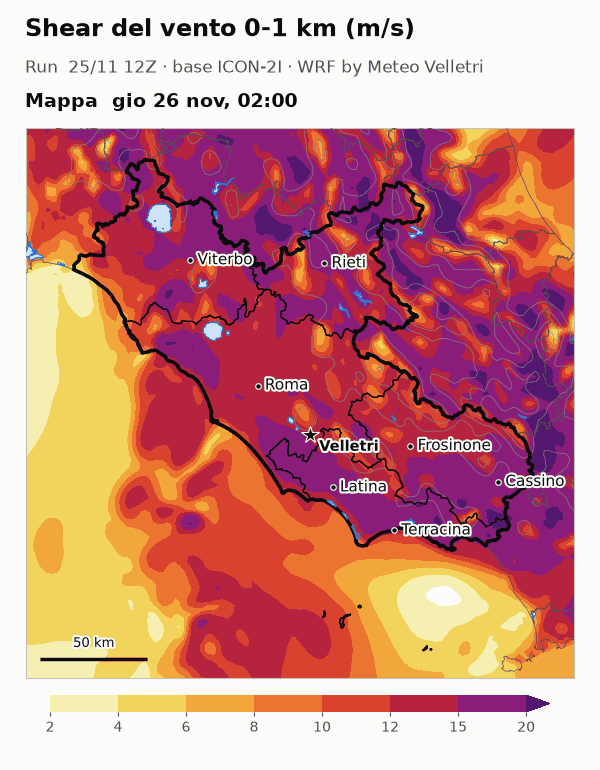 Shear del vento 0-1 km (m/s)
Run  25/11 12Z · base ICON-2I · WRF by Meteo Velletri
Mappa  gio 26 nov, 02:00
Viterbo
Rieti
Roma
Velletri
Frosinone
Latina
Cassino
Terracina
50 km
2 4 6 8 10 12 15 20